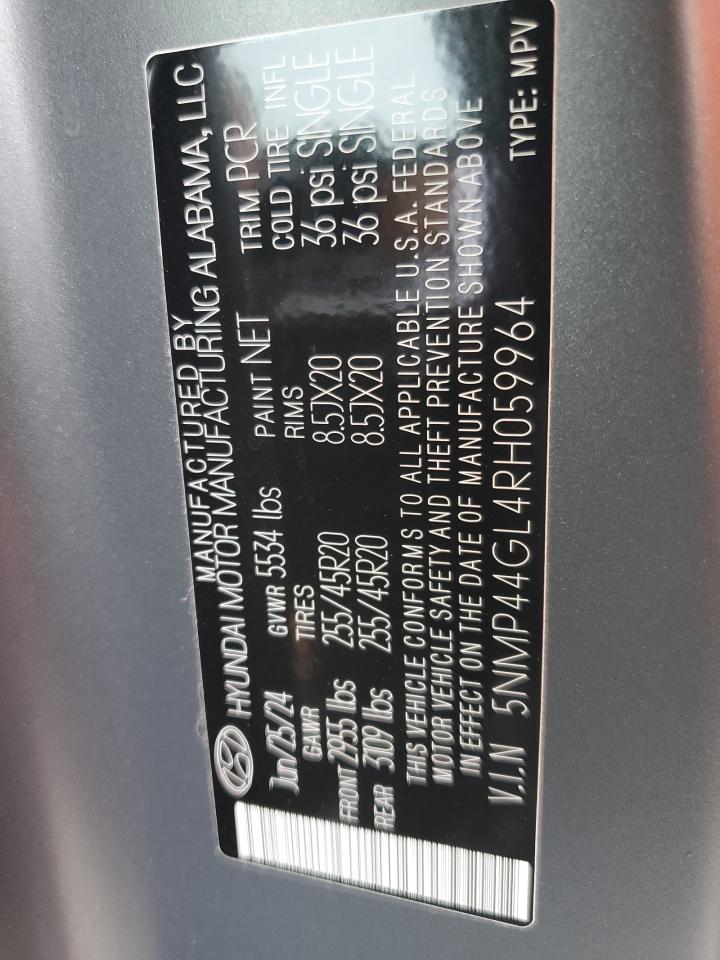 MANUFACTURED BY
HYUNDAI MOTOR MANUFACTURING ALABAMA, LLC
Jun/25/24 GVWR 5534 lbs PAINT NET TRIM PCR
GAWR TIRES RIMS COLD TIRE INFL
FRONT 2955 lbs 255/45R20 8.5JX20 36 psi SINGLE
REAR 3109 lbs 255/45R20 8.5JX20 36 psi SINGLE
THIS VEHICLE CONFORMS TO ALL APPLICABLE U.S.A. FEDERAL
MOTOR VEHICLE SAFETY AND THEFT PREVENTION STANDARDS
IN EFFECT ON THE DATE OF MANUFACTURE SHOWN ABOVE
V.I.N 5NMP44GL4RH059964 TYPE: MPV